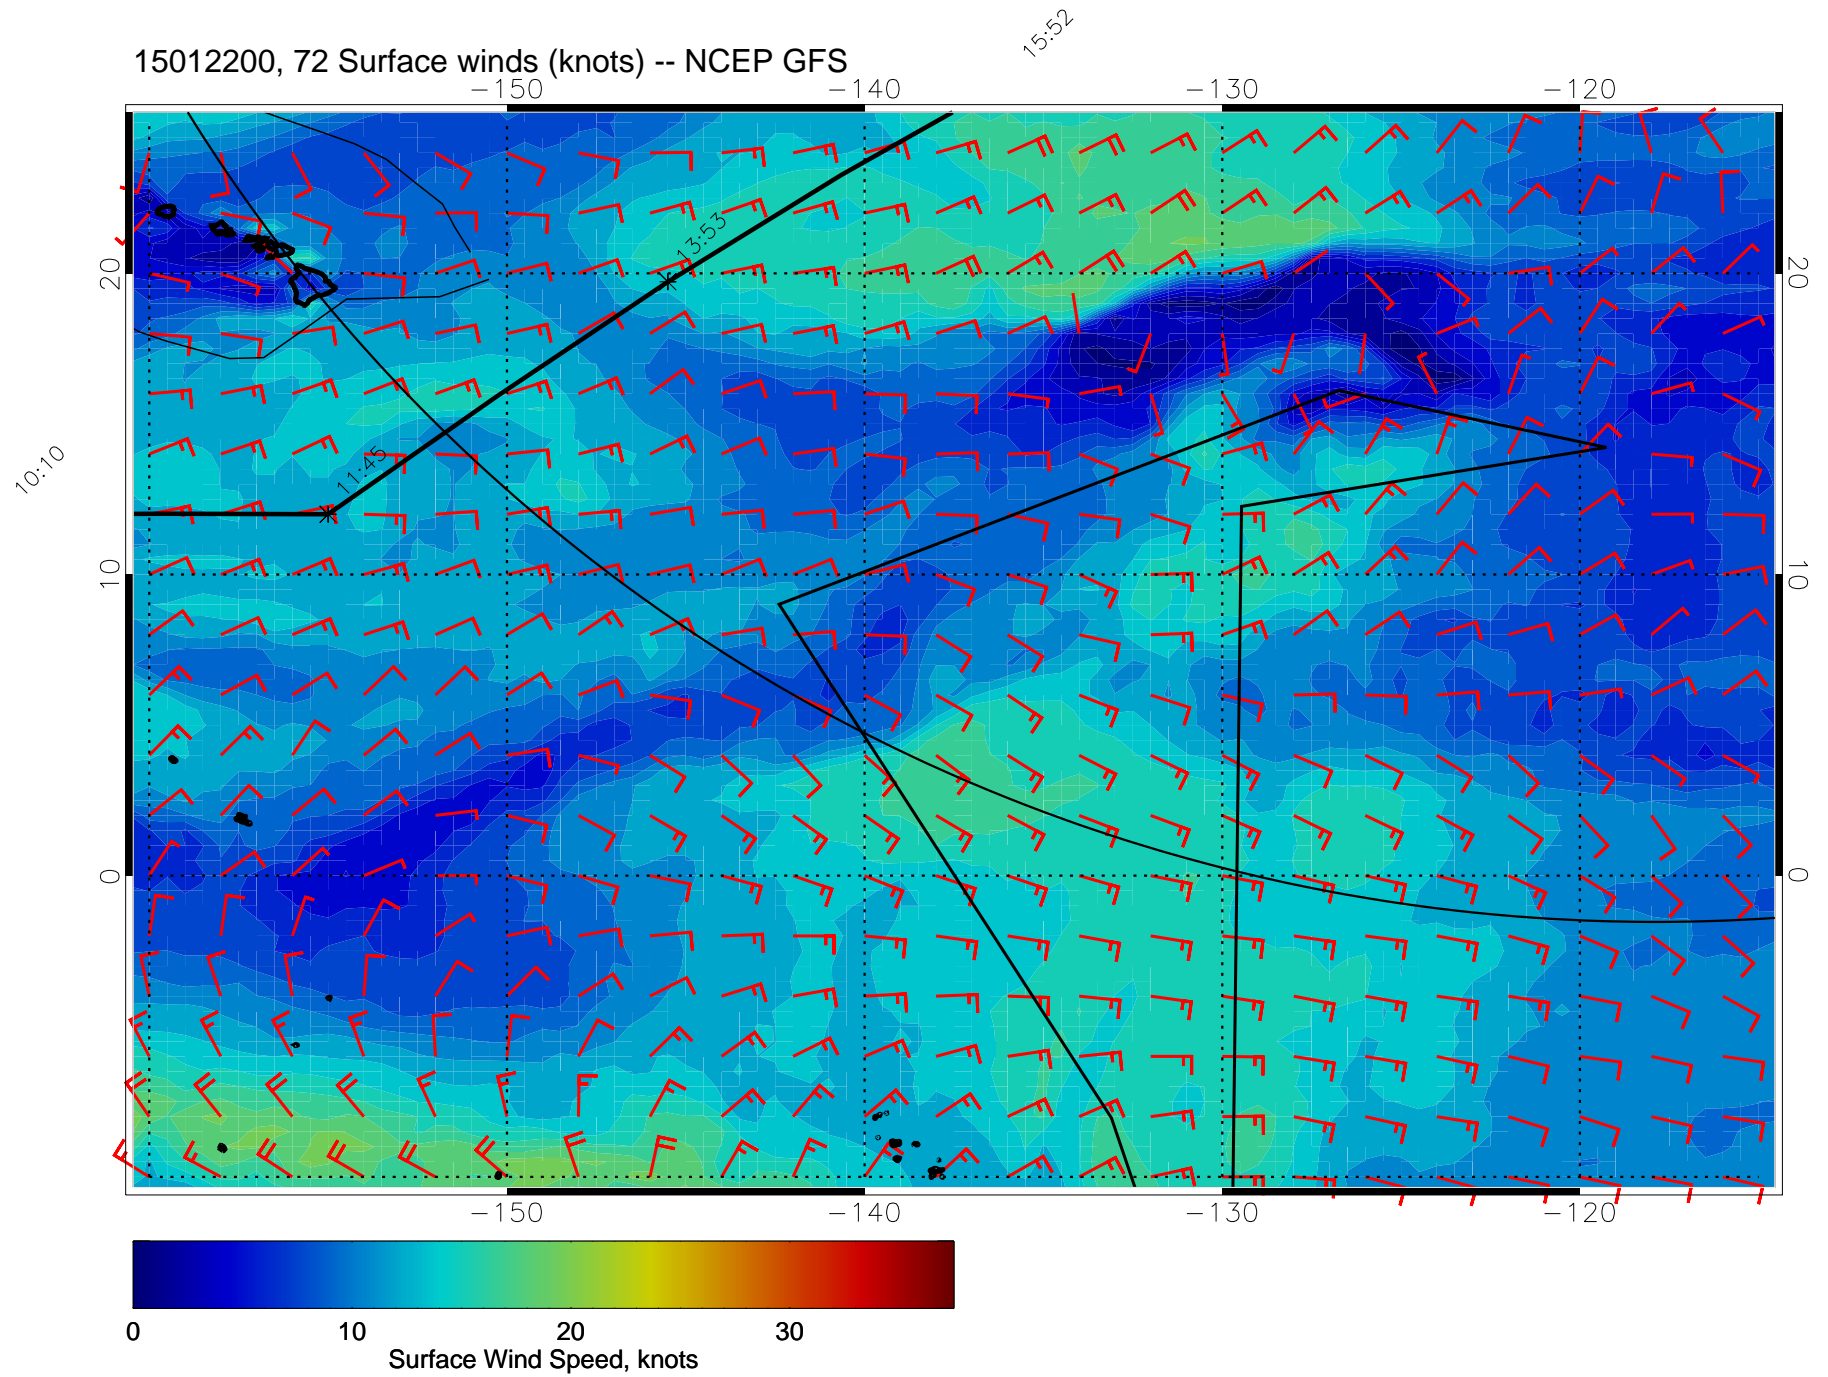 15:52
15012200, 72 Surface winds (knots) -- NCEP GFS
-150 -140 -130 -120
13:53
20 20
10:10
11:45
10 10
0 0
-150 -140 -130 -120
0 10 20 30
Surface Wind Speed, knots